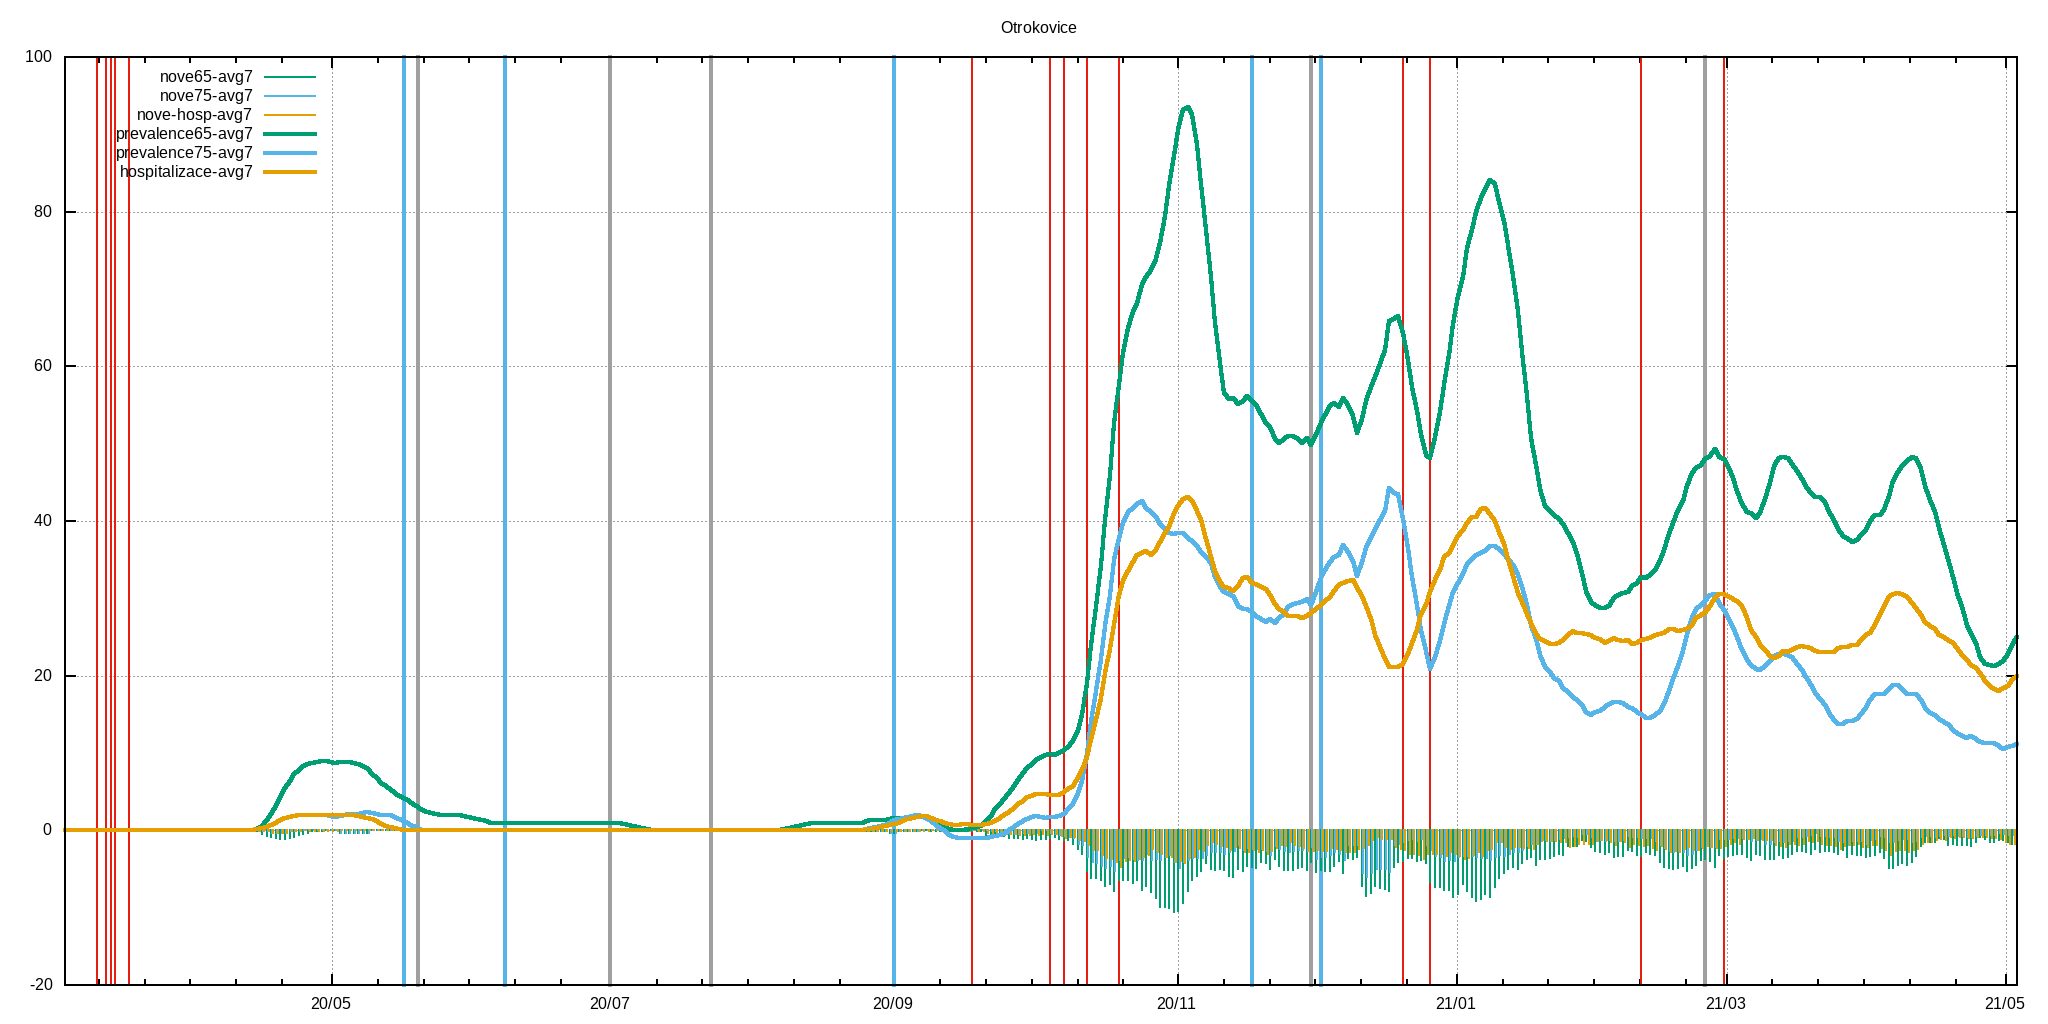 Otrokovice
100
80
60
40
20
0
-20
nove65-avg7
nove75-avg7
nove-hosp-avg7
prevalence65-avg7
prevalence75-avg7
hospitalizace-avg7
20/05 20/07 20/09 20/11 21/01 21/03 21/05